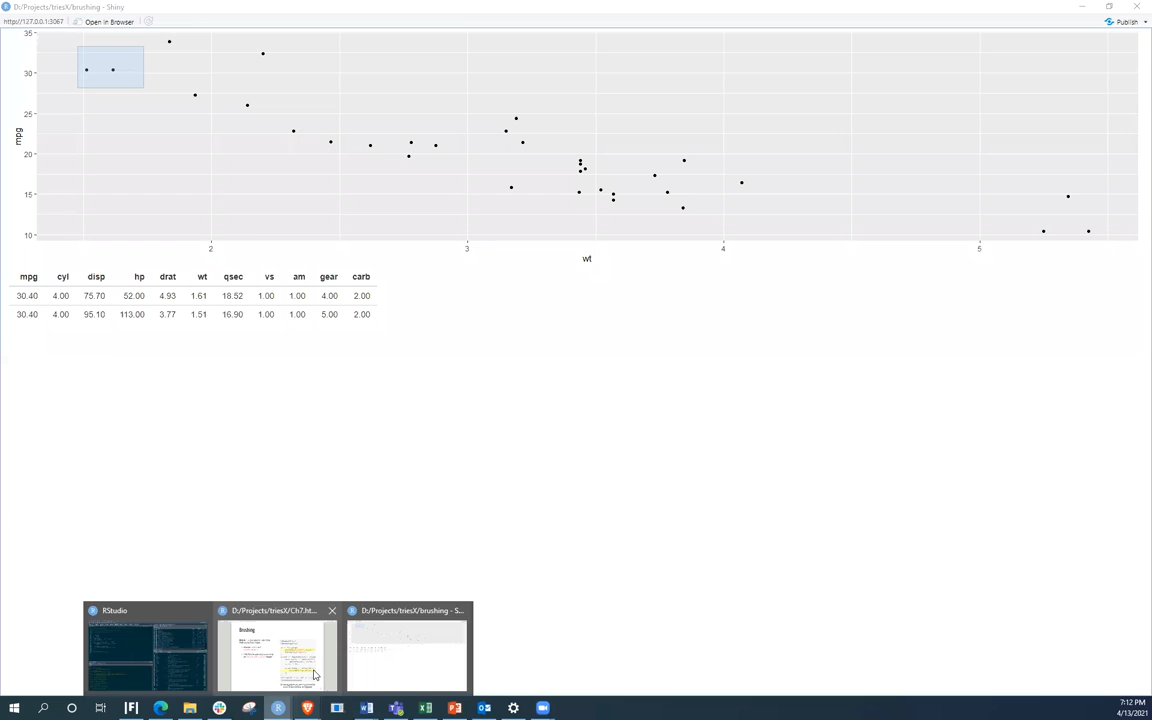 D:/Projects/triesX/brushing - Shiny
http://127.0.0.1:3067 Open in Browser Publish
35
30
25
20
15
10
mpg
2 3 4 5
wt
mpg cyl disp hp drat wt qsec vs am gear carb
30.40 4.00 75.70 52.00 4.93 1.61 18.52 1.00 1.00 4.00 2.00
30.40 4.00 95.10 113.00 3.77 1.51 16.90 1.00 1.00 5.00 2.00
RStudio D:/Projects/triesX/Ch7.ht... D:/Projects/triesX/brushing - S...
Brushing
7:12 PM
4/13/2021